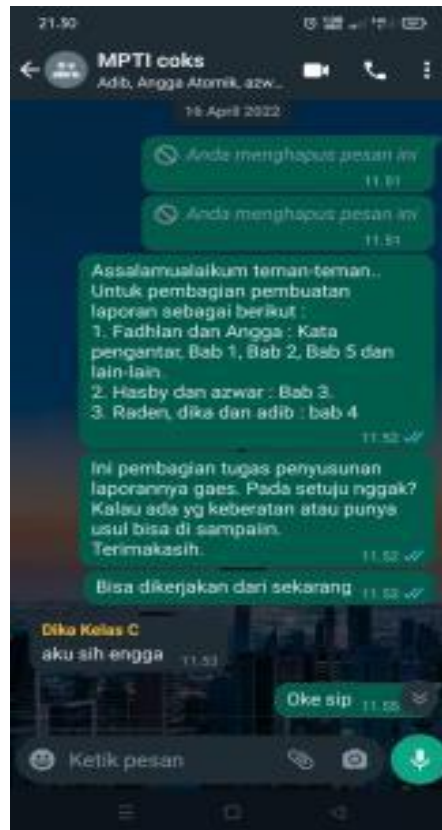 21.50
MPTI coks
Adib, Angga Atomik, azw...
16 April 2022
Anda menghapus pesan ini
11.51
Anda menghapus pesan ini
11.51
Assalamualaikum teman-teman..
Untuk pembagian pembuatan
laporan sebagai berikut :
1. Fadhlan dan Angga : Kata
pengantar, Bab 1, Bab 2, Bab 5 dan
lain-lain.
2. Hasby dan azwar : Bab 3.
3. Raden, dika dan adib : bab 4
11.52
Ini pembagian tugas penyusunan
laporannya gaes. Pada setuju nggak?
Kalau ada yg keberatan atau punya
usul bisa di sampaiin.
Terimakasih.
11.52
Bisa dikerjakan dari sekarang 11.52
Dika Kelas C
aku sih engga 11.53
Oke sip 11.55
Ketik pesan